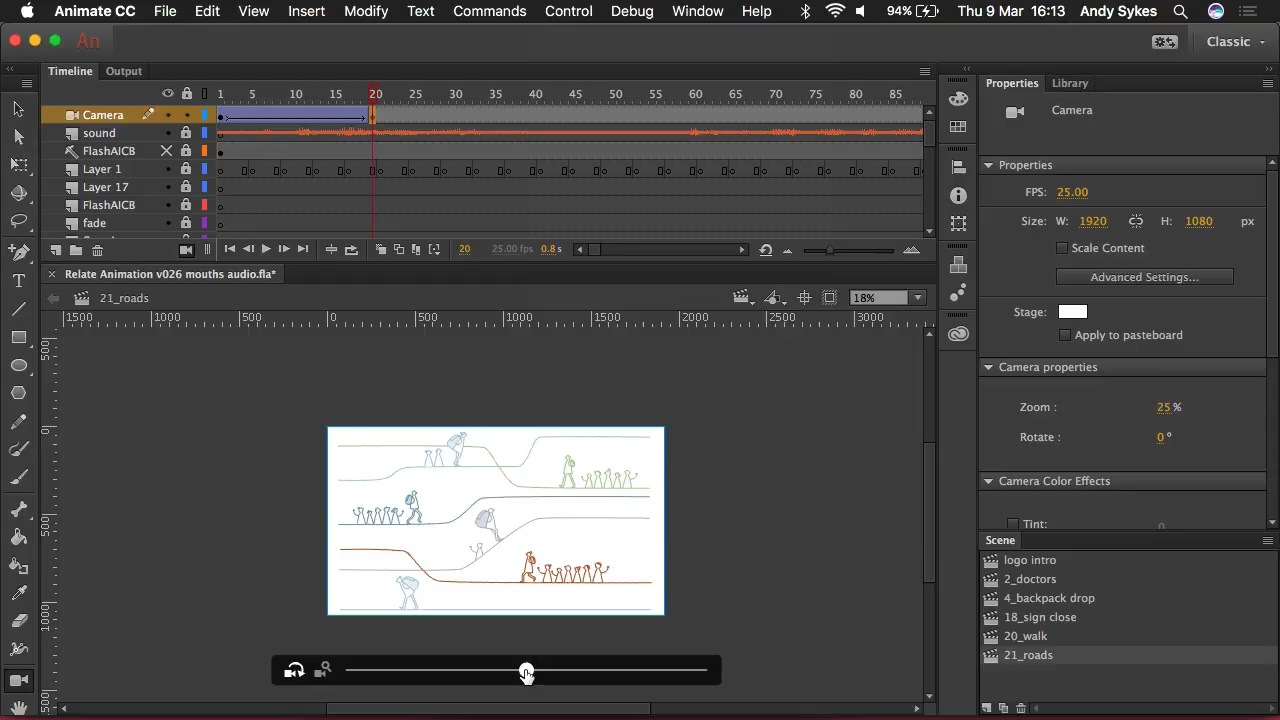 Animate CC File Edit View Insert Modify Text Commands Control Debug Window Help 94% Thu 9 Mar 16:13 Andy Sykes
An Classic
Timeline Output
Properties Library
1 5 10 15 20 25 30 35 40 45 50 55 60 65 70 75 80 85
Camera
Camera
sound
FlashAICB
Layer 1
Properties
Layer 17
FPS: 25.00
FlashAICB
fade
Size: W: 1920 H: 1080 px
20 25.00 fps 0.8 s
Scale Content
Relate Animation v026 mouths audio.fla*
Advanced Settings...
21_roads 18%
Stage:
1500 1000 500 0 500 1000 1500 2000 2500 3000
Apply to pasteboard
500
Camera properties
Zoom : 25 %
0
Rotate : 0 °
Camera Color Effects
500
Tint: 0
Scene
logo intro
2_doctors
1000
4_backpack drop
18_sign close
20_walk
21_roads